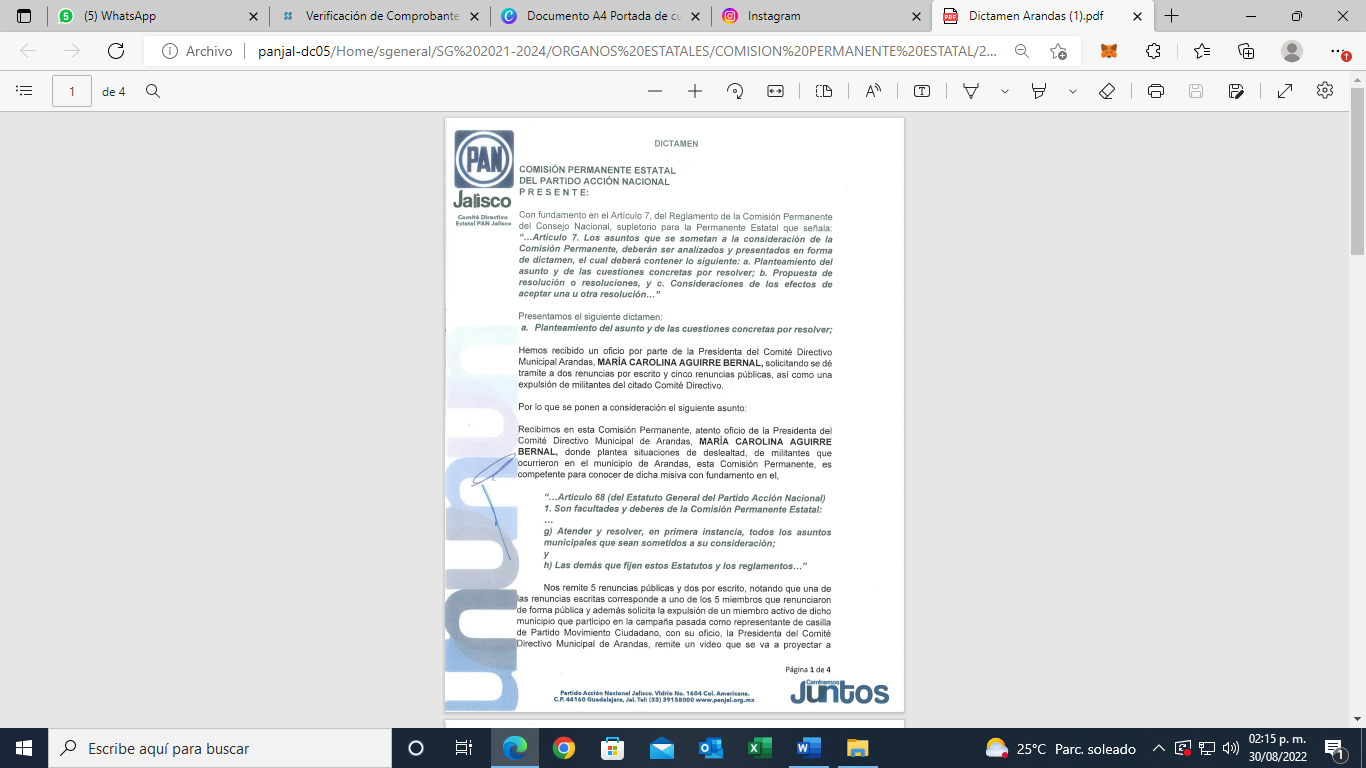 (5) WhatsApp
Verificación de Comprobante
Documento A4 Portada de cu
Instagram
Dictamen Arandas (1).pdf
Archivo
panjal-dc05/Home/sgeneral/SG%202021-2024/ORGANOS%20ESTATALES/COMISION%20PERMANENTE%20ESTATAL/2...
1
de 4
PAN
Jalisco
Comité Directivo
Estatal PAN Jalisco
DICTAMEN
COMISIÓN PERMANENTE ESTATAL
DEL PARTIDO ACCIÓN NACIONAL
P R E S E N T E:
Con fundamento en el Artículo 7, del Reglamento de la Comisión Permanente
del Consejo Nacional, supletorio para la Permanente Estatal que señala:
“…Artículo 7. Los asuntos que se sometan a la consideración de la
Comisión Permanente, deberán ser analizados y presentados en forma
de dictamen, el cual deberá contener lo siguiente: a. Planteamiento del
asunto y de las cuestiones concretas por resolver; b. Propuesta de
resolución o resoluciones, y c. Consideraciones de los efectos de
aceptar una u otra resolución…”
Presentamos el siguiente dictamen:
a. Planteamiento del asunto y de las cuestiones concretas por resolver;
Hemos recibido un oficio por parte de la Presidenta del Comité Directivo
Municipal Arandas, MARÍA CAROLINA AGUIRRE BERNAL, solicitando se dé
tramite a dos renuncias por escrito y cinco renuncias públicas, así como una
expulsión de militantes del citado Comité Directivo.
Por lo que se ponen a consideración el siguiente asunto:
Recibimos en esta Comisión Permanente, atento oficio de la Presidenta del
Comité Directivo Municipal de Arandas, MARÍA CAROLINA AGUIRRE
BERNAL, donde plantea situaciones de deslealtad, de militantes que
ocurrieron en el municipio de Arandas, esta Comisión Permanente, es
competente para conocer de dicha misiva con fundamento en el,
“…Artículo 68 (del Estatuto General del Partido Acción Nacional)
1. Son facultades y deberes de la Comisión Permanente Estatal:
…
g) Atender y resolver, en primera instancia, todos los asuntos
municipales que sean sometidos a su consideración;
y
h) Las demás que fijen estos Estatutos y los reglamentos…”
Nos remite 5 renuncias públicas y dos por escrito, notando que una de
las renuncias escritas corresponde a uno de los 5 miembros que renunciaron
de forma pública y además solicita la expulsión de un miembro activo de dicho
municipio que participo en la campaña pasada como representante de casilla
de Partido Movimiento Ciudadano, con su oficio, la Presidenta del Comité
Directivo Municipal de Arandas, remite un video que se va a proyectar a
Página 1 de 4
Partido Acción Nacional Jalisco. Vidrio No. 1604 Col. Americana.
C.P. 44160 Guadalajara, Jal. Tel: (33) 39158000 www.panjal.org.mx
Caminemos
Juntos
Escribe aquí para buscar
25°C Parc. soleado
02:15 p. m.
30/08/2022
1